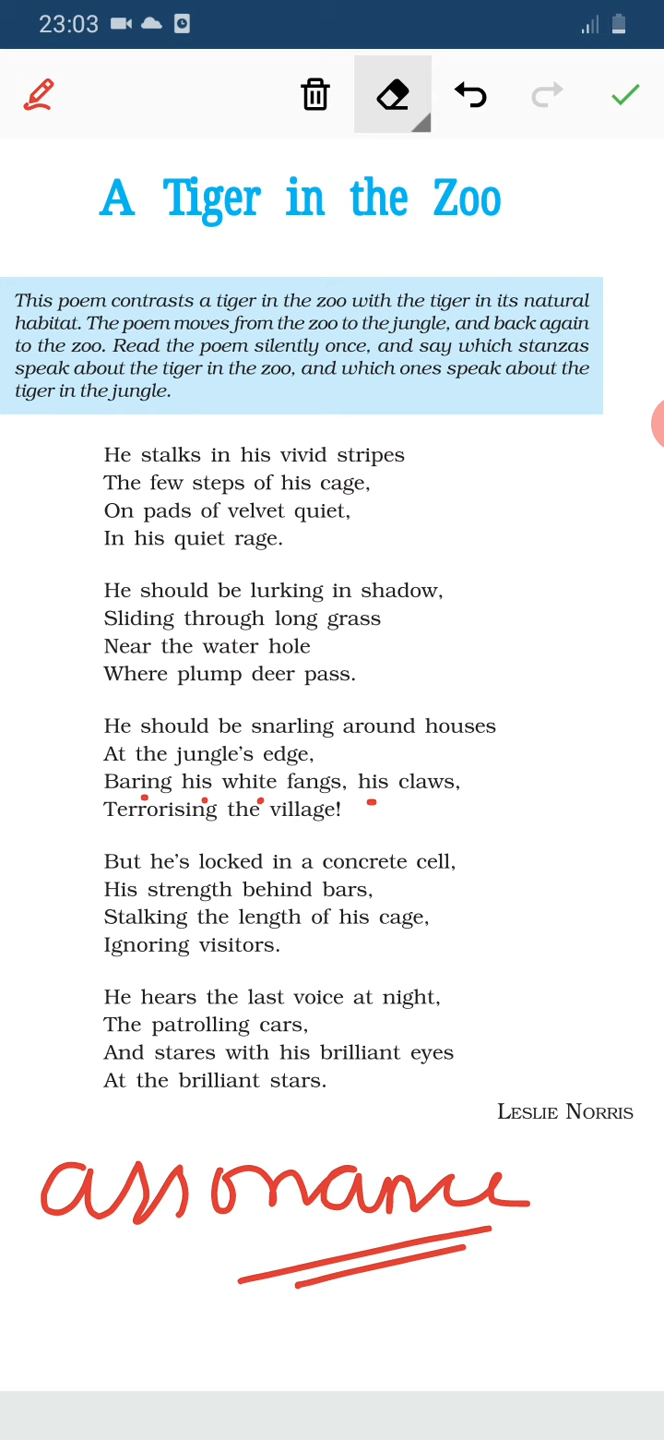 23:03
A Tiger in the Zoo
This poem contrasts a tiger in the zoo with the tiger in its natural
habitat. The poem moves from the zoo to the jungle, and back again
to the zoo. Read the poem silently once, and say which stanzas
speak about the tiger in the zoo, and which ones speak about the
tiger in the jungle.
He stalks in his vivid stripes
The few steps of his cage,
On pads of velvet quiet,
In his quiet rage.
He should be lurking in shadow,
Sliding through long grass
Near the water hole
Where plump deer pass.
He should be snarling around houses
At the jungle's edge,
Baring his white fangs, his claws,
Terrorising the village!
But he's locked in a concrete cell,
His strength behind bars,
Stalking the length of his cage,
Ignoring visitors.
He hears the last voice at night,
The patrolling cars,
And stares with his brilliant eyes
At the brilliant stars.
LESLIE NORRIS
assonance